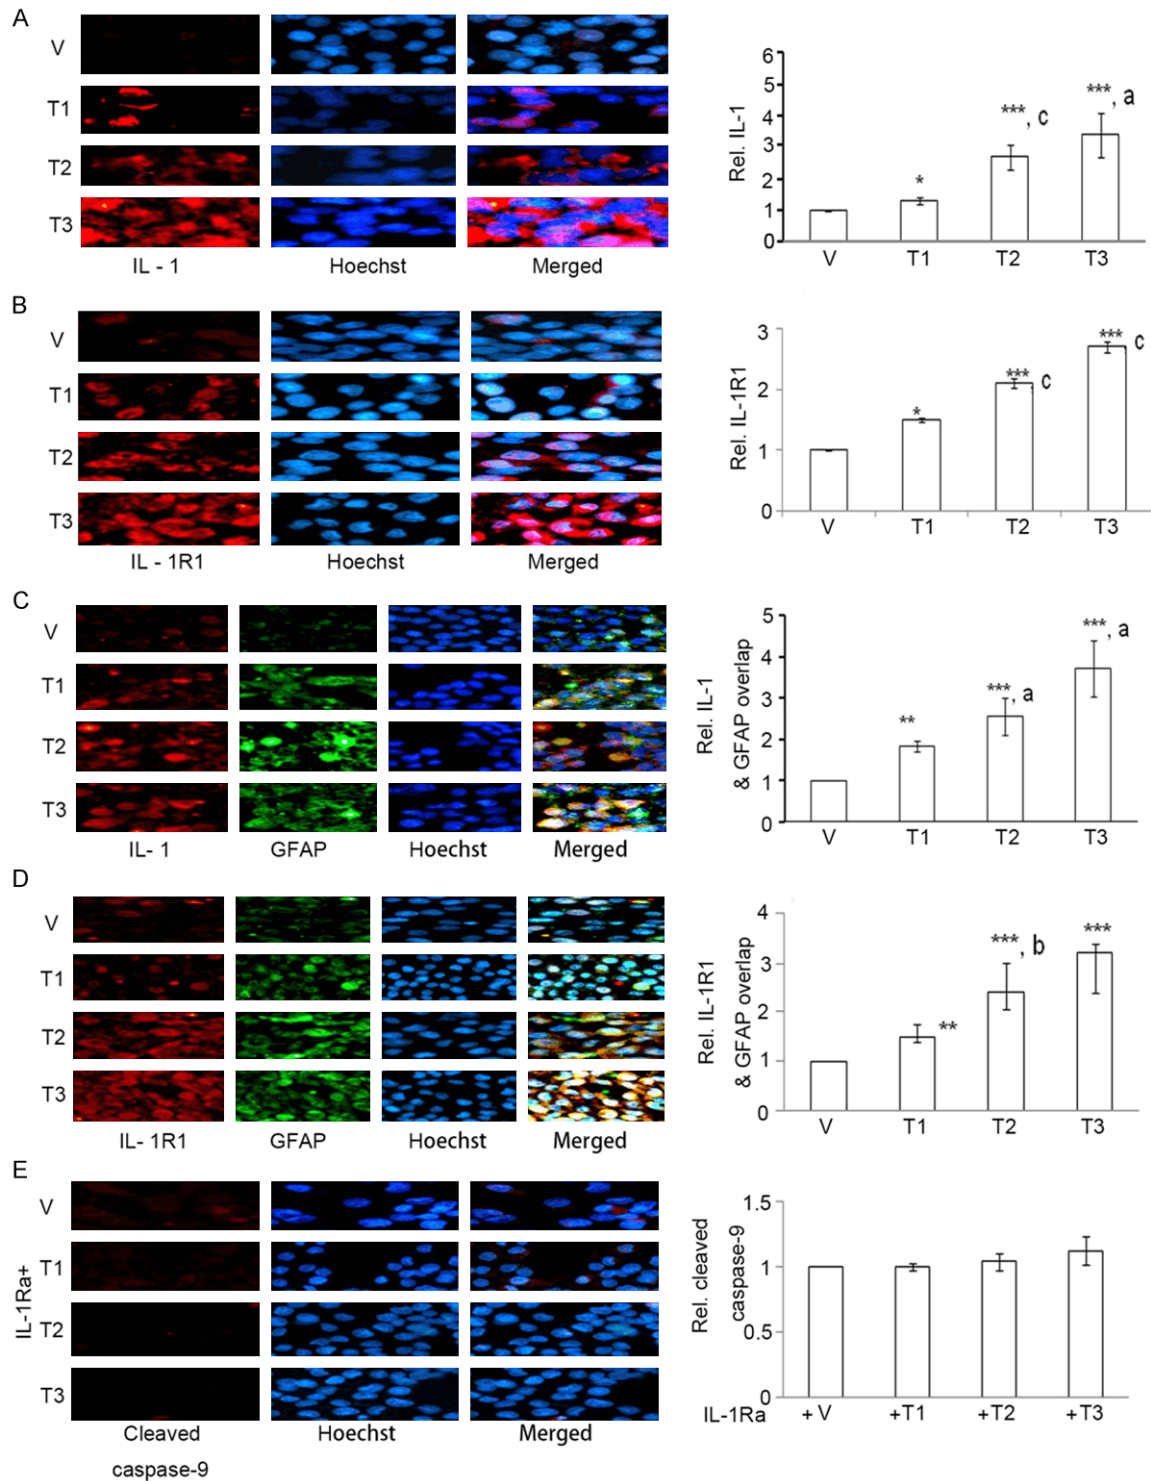 A
V
T1
T2
T3
IL - 1
Hoechst
Merged
Rel. IL-1
6
5
4
3
2
1
0
*
***, c
***, a
V
T1
T2
T3
B
V
T1
T2
T3
IL - 1R1
Hoechst
Merged
Rel. IL-1R1
3
2
1
0
*
*** c
*** c
V
T1
T2
T3
C
V
T1
T2
T3
IL- 1
GFAP
Hoechst
Merged
Rel. IL-1
& GFAP overlap
5
4
3
2
1
0
**
***, a
***, a
V
T1
T2
T3
D
V
T1
T2
T3
IL- 1R1
GFAP
Hoechst
Merged
Rel. IL-1R1
& GFAP overlap
4
3
2
1
0
**
***, b
***
V
T1
T2
T3
E
IL-1Ra+
V
T1
T2
T3
Cleaved
caspase-9
Hoechst
Merged
Rel. cleaved
caspase-9
1.5
1
0.5
0
IL-1Ra +V +T1 +T2 +T3